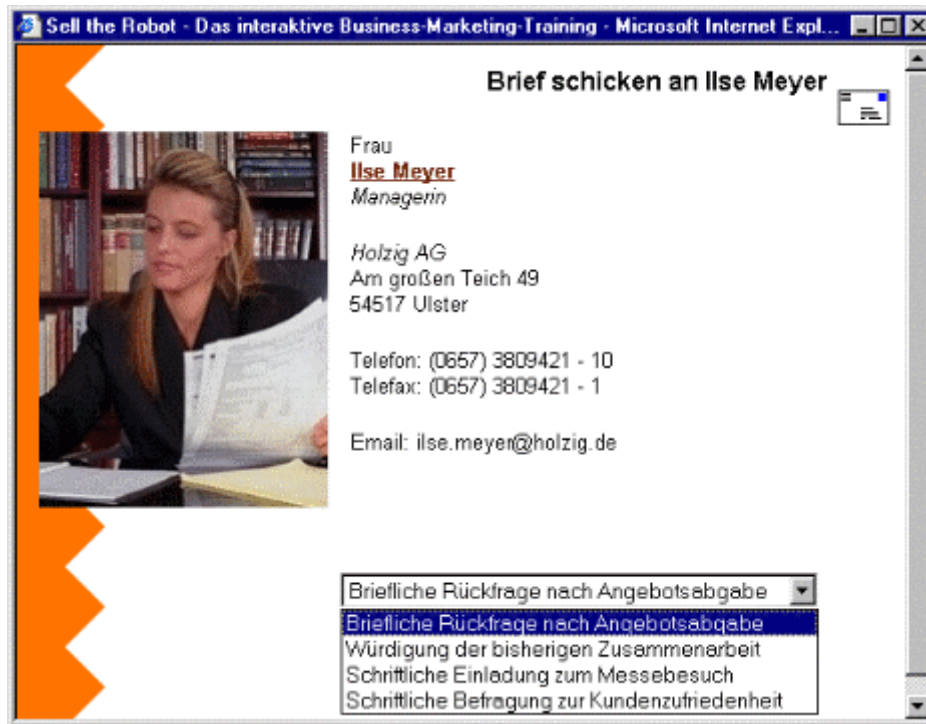 Sell the Robot - Das interaktive Business-Marketing-Training - Microsoft Internet Expl...
Brief schicken an Ilse Meyer
Frau
Ilse Meyer
Managerin
Holzig AG
Am großen Teich 49
54517 Ulster
Telefon: (0657) 3809421 - 10
Telefax: (0657) 3809421 - 1
Email: ilse.meyer@holzig.de
Briefliche Rückfrage nach Angebotsabgabe
Briefliche Rückfrage nach Angebotsabgabe
Würdigung der bisherigen Zusammenarbeit
Schriftliche Einladung zum Messebesuch
Schriftliche Befragung zur Kundenzufriedenheit